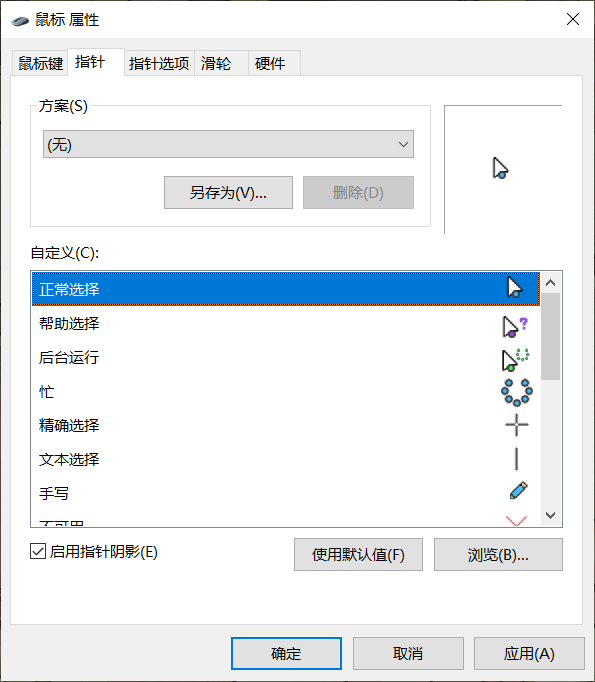 鼠标 属性
鼠标键 指针 指针选项 滑轮 硬件
方案(S)
(无)
另存为(V)... 删除(D)
自定义(C):
正常选择
帮助选择
后台运行
忙
精确选择
文本选择
手写
不可用
启用指针阴影(E) 使用默认值(F) 浏览(B)...
确定 取消 应用(A)